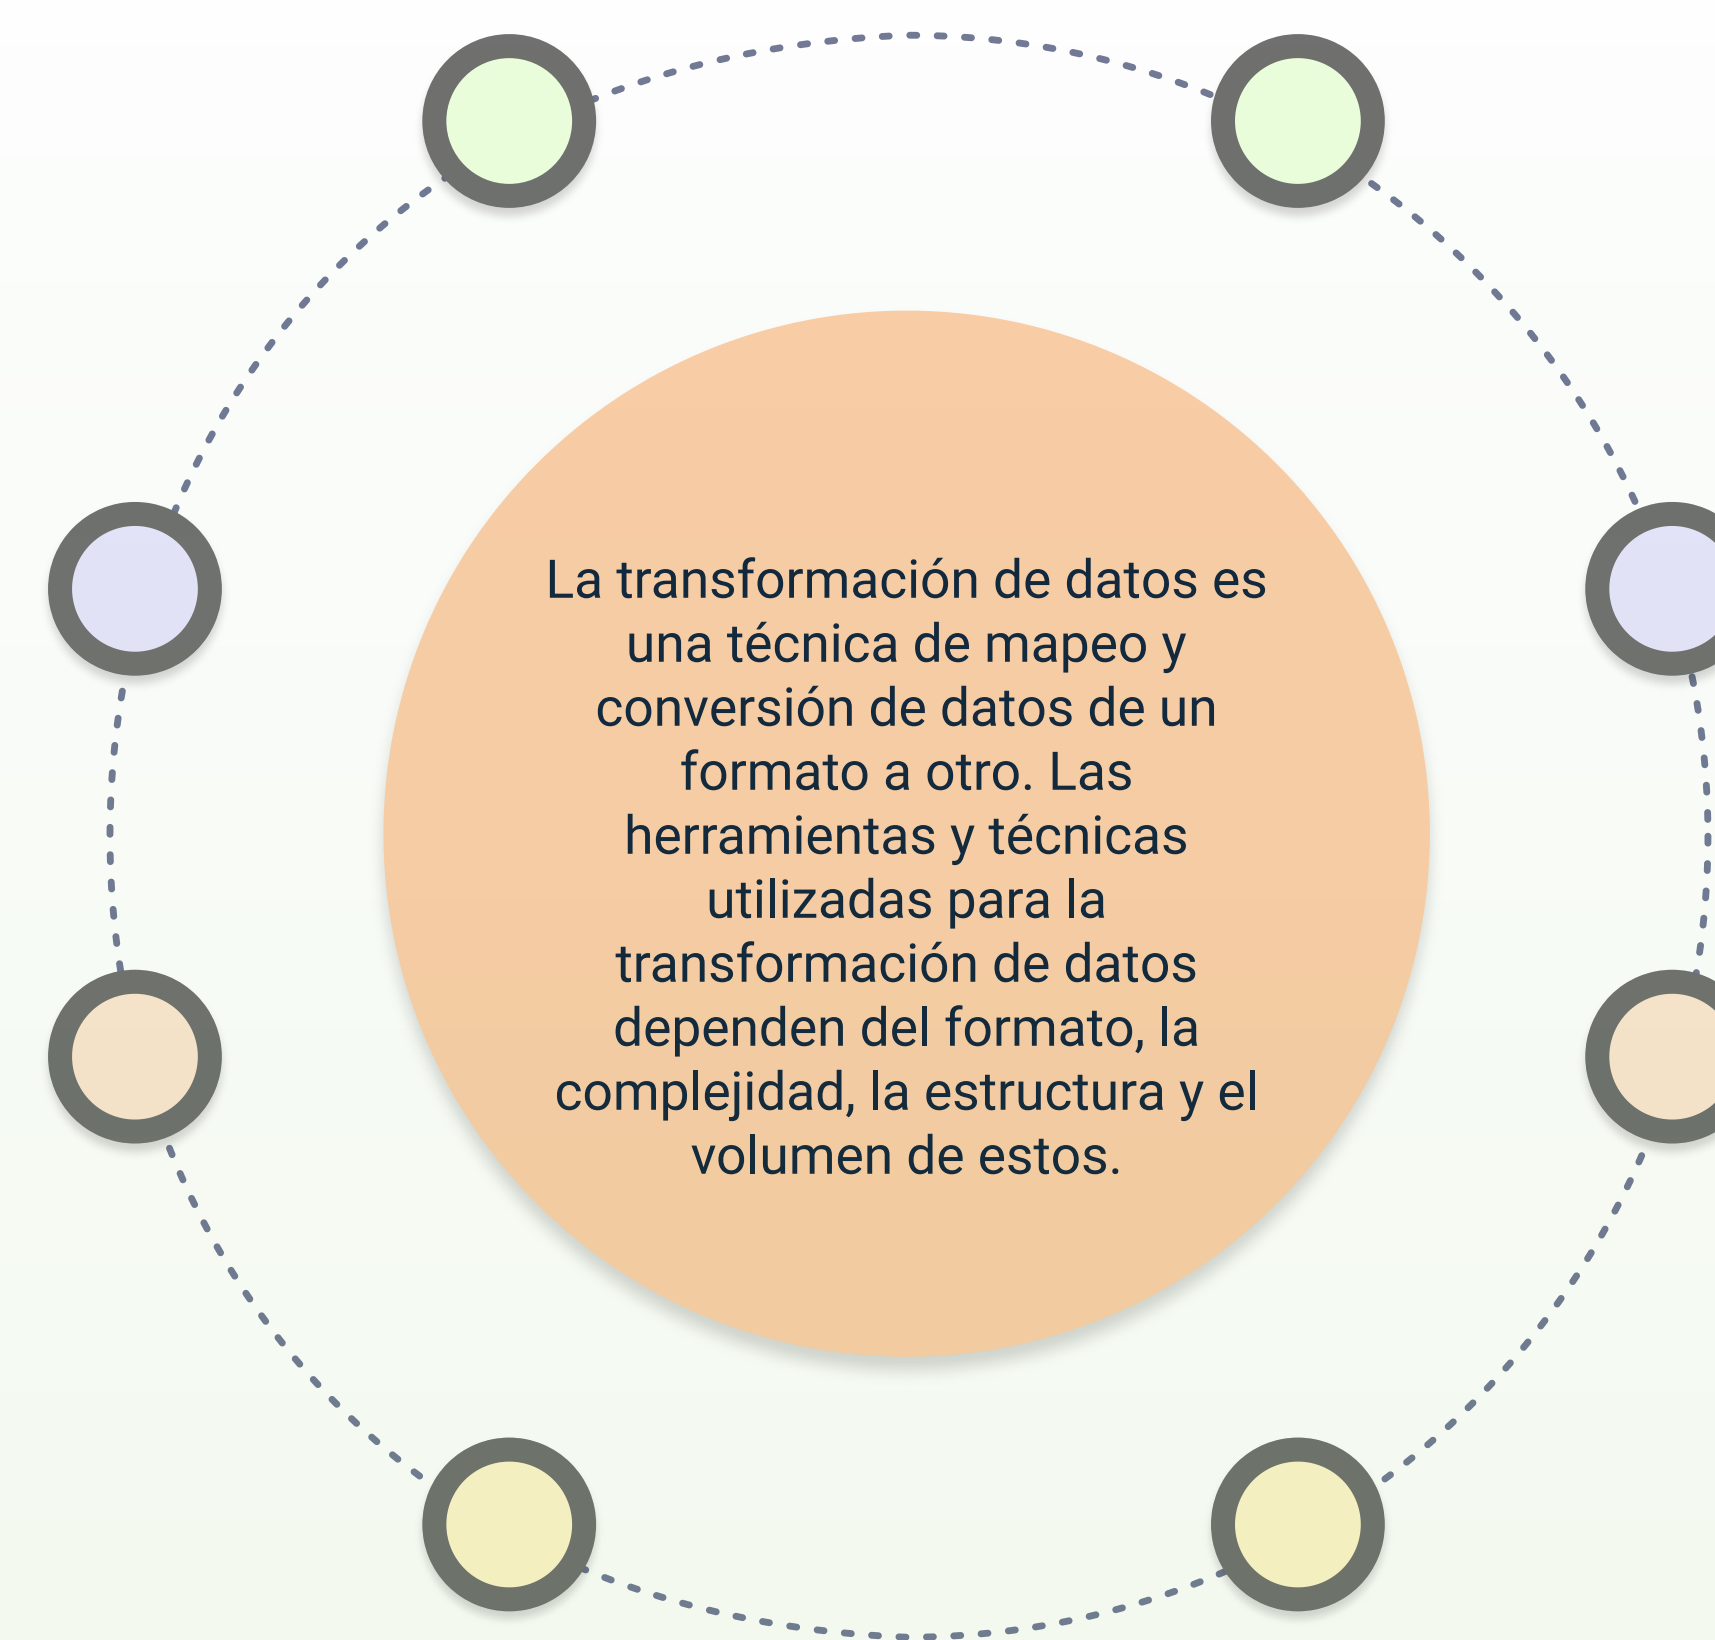 La transformación de datos es
una técnica de mapeo y
conversión de datos de un
formato a otro. Las
herramientas y técnicas
utilizadas para la
transformación de datos
dependen del formato, la
complejidad, la estructura y el
volumen de estos.